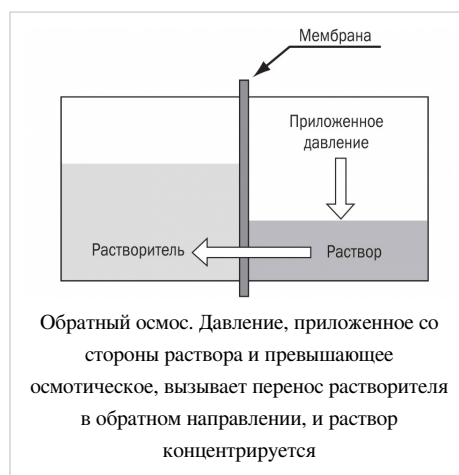 Мембрана
Приложенное
давление
Растворитель
Раствор
Обратный осмос. Давление, приложенное со
стороны раствора и превышающее
осмотическое, вызывает перенос растворителя
в обратном направлении, и раствор
концентрируется